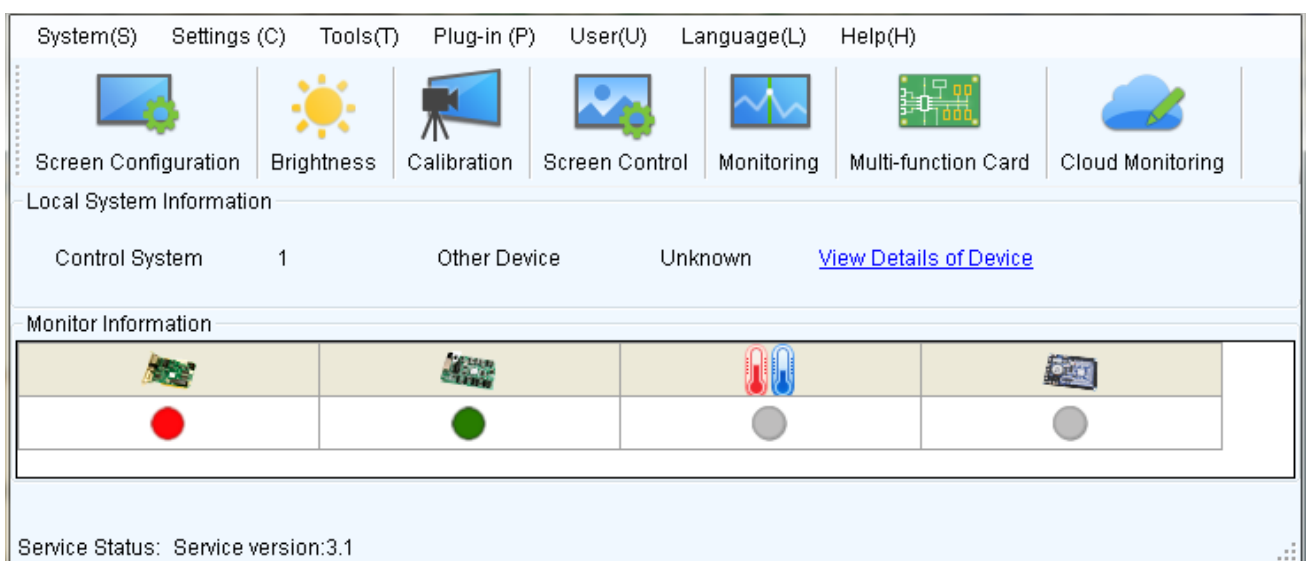 System(S) Settings (C) Tools(T) Plug-in (P) User(U) Language(L) Help(H)
Screen Configuration Brightness Calibration Screen Control Monitoring Multi-function Card Cloud Monitoring
Local System Information
Control System 1 Other Device Unknown View Details of Device
Monitor Information
Service Status: Service version:3.1